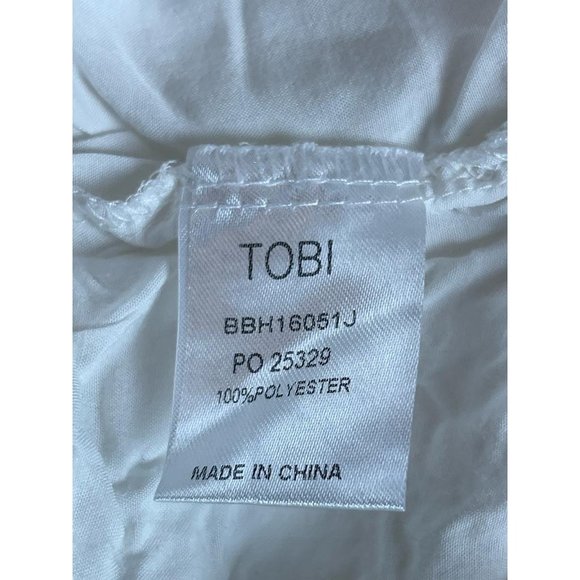 TOBI
BBH16051J
PO 25329
100%POLYESTER
MADE IN CHINA